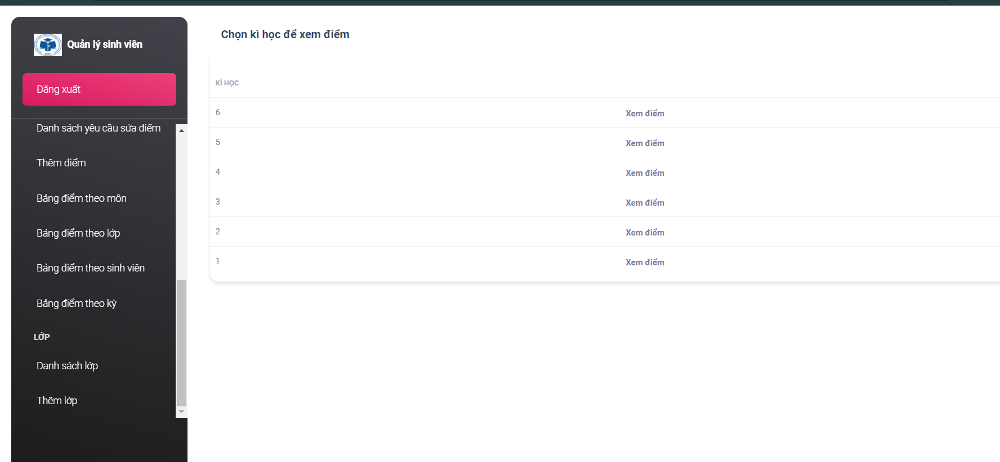 Quản lý sinh viên
Đăng xuất
Danh sách yêu cầu sửa điểm
Thêm điểm
Bảng điểm theo môn
Bảng điểm theo lớp
Bảng điểm theo sinh viên
Bảng điểm theo kỳ
LỚP
Danh sách lớp
Thêm lớp
Chọn kì học để xem điểm
KÌ HỌC
6 Xem điểm
5 Xem điểm
4 Xem điểm
3 Xem điểm
2 Xem điểm
1 Xem điểm